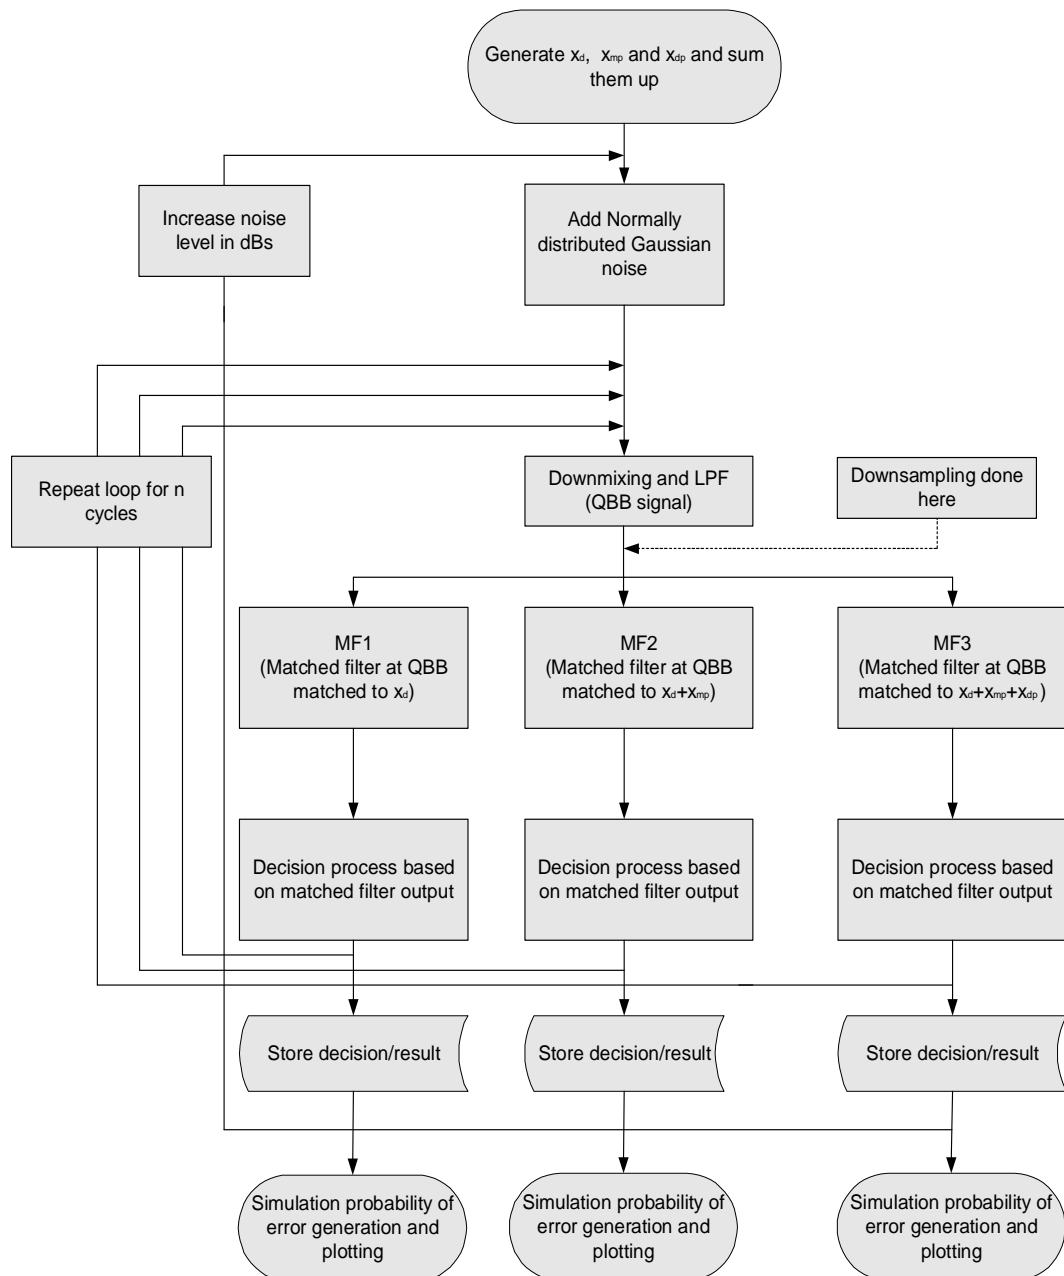 Generate xd, xmp and xdp and sum
them up
Increase noise
level in dBs
Add Normally
distributed Gaussian
noise
Repeat loop for n
cycles
Downmixing and LPF
(QBB signal)
Downsampling done
here
MF1
(Matched filter at QBB
matched to xd)
MF2
(Matched filter at QBB
matched to xd+xmp)
MF3
(Matched filter at QBB
matched to xd+xmp+xdp)
Decision process based
on matched filter output
Decision process based
on matched filter output
Decision process based
on matched filter output
Store decision/result
Store decision/result
Store decision/result
Simulation probability of
error generation and
plotting
Simulation probability of
error generation and
plotting
Simulation probability of
error generation and
plotting